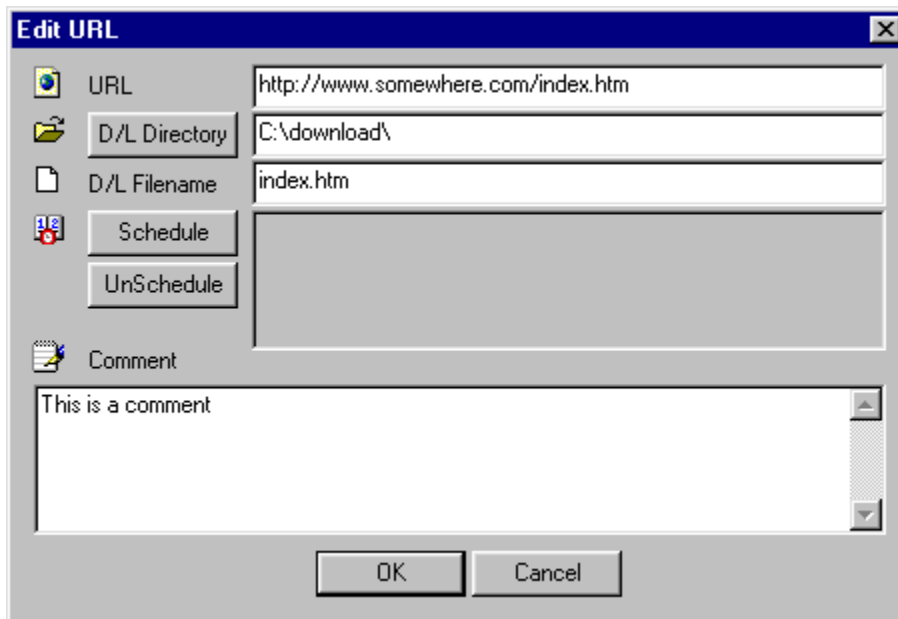 Edit URL
URL
http://www.somewhere.com/index.htm
D/L Directory
C:\download\
D/L Filename
index.htm
Schedule
UnSchedule
Comment
This is a comment
OK
Cancel